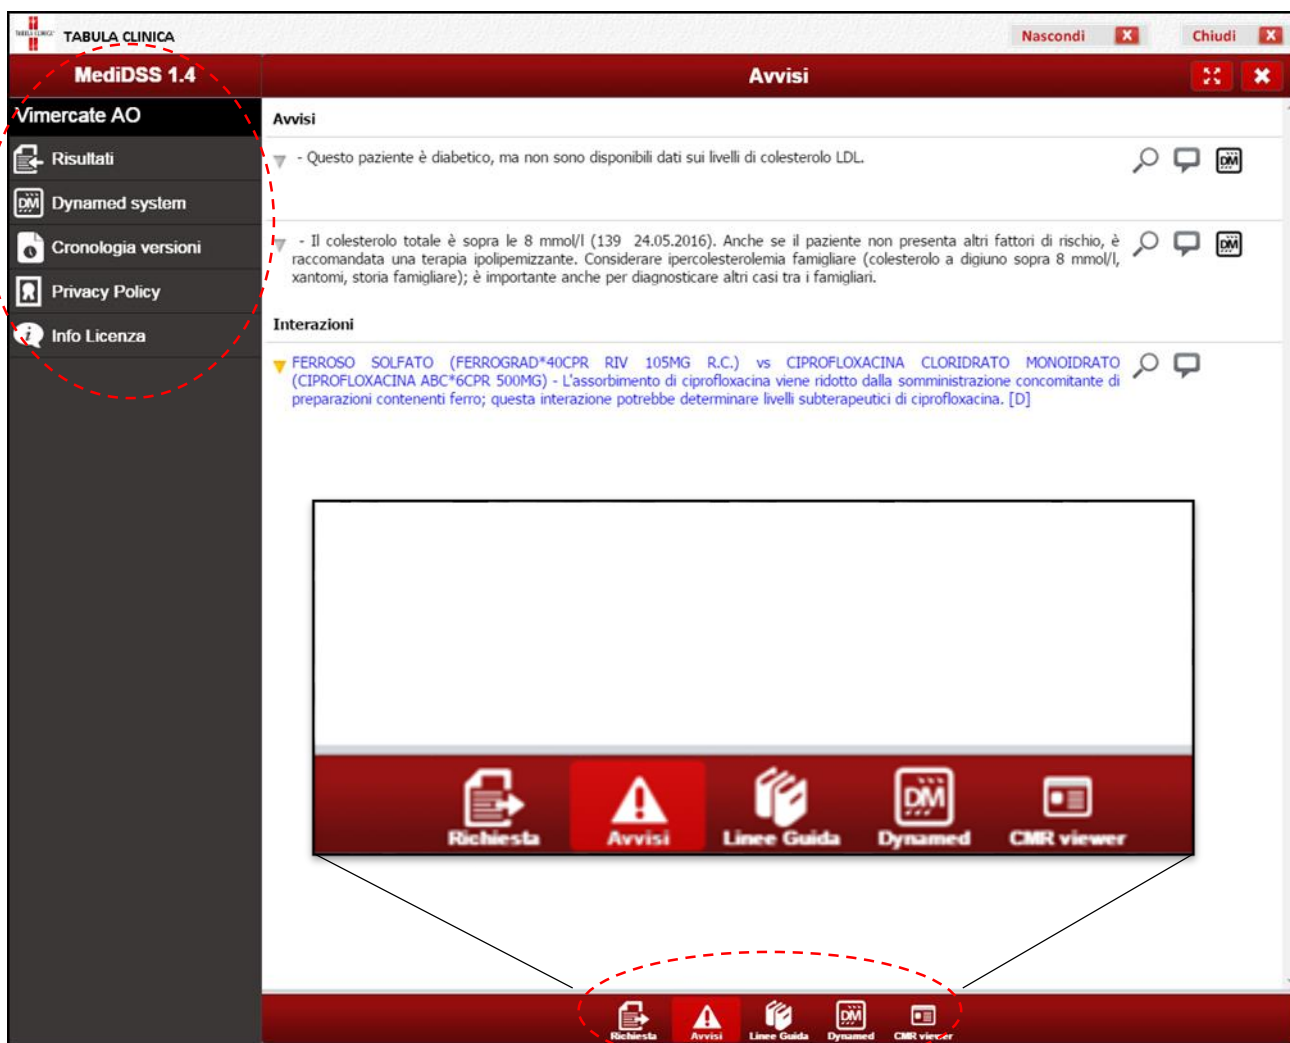 TABULA CLINICA
Nascondi
Chiudi
MediDSS 1.4
Avvisi
Vimercate AO
Risultati
Dynamed system
Cronologia versioni
Privacy Policy
Info Licenza
Avvisi
- Questo paziente è diabetico, ma non sono disponibili dati sui livelli di colesterolo LDL.
DM
- Il colesterolo totale è sopra le 8 mmol/l (139 24.05.2016). Anche se il paziente non presenta altri fattori di rischio, è
raccomandata una terapia ipolipemizzante. Considerare ipercolesterolemia famigliare (colesterolo a digiuno sopra 8 mmol/l,
xantomi, storia famigliare); è importante anche per diagnosticare altri casi tra i famigliari.
DM
Interazioni
FERROSO SOLFATO (FERROGRAD*40CPR RIV 105MG R.C.) vs CIPROFLOXACINA CLORIDRATO MONOIDRATO
(CIPROFLOXACINA ABC*6CPR 500MG) - L'assorbimento di ciprofloxacina viene ridotto dalla somministrazione concomitante di
preparazioni contenenti ferro; questa interazione potrebbe determinare livelli subterapeutici di ciprofloxacina. [D]
DM
Richiesta Avvisi Linee Guida Dynamed CMR viewer
DM
Richiesta Avvisi Linee Guida Dynamed CMR viewer